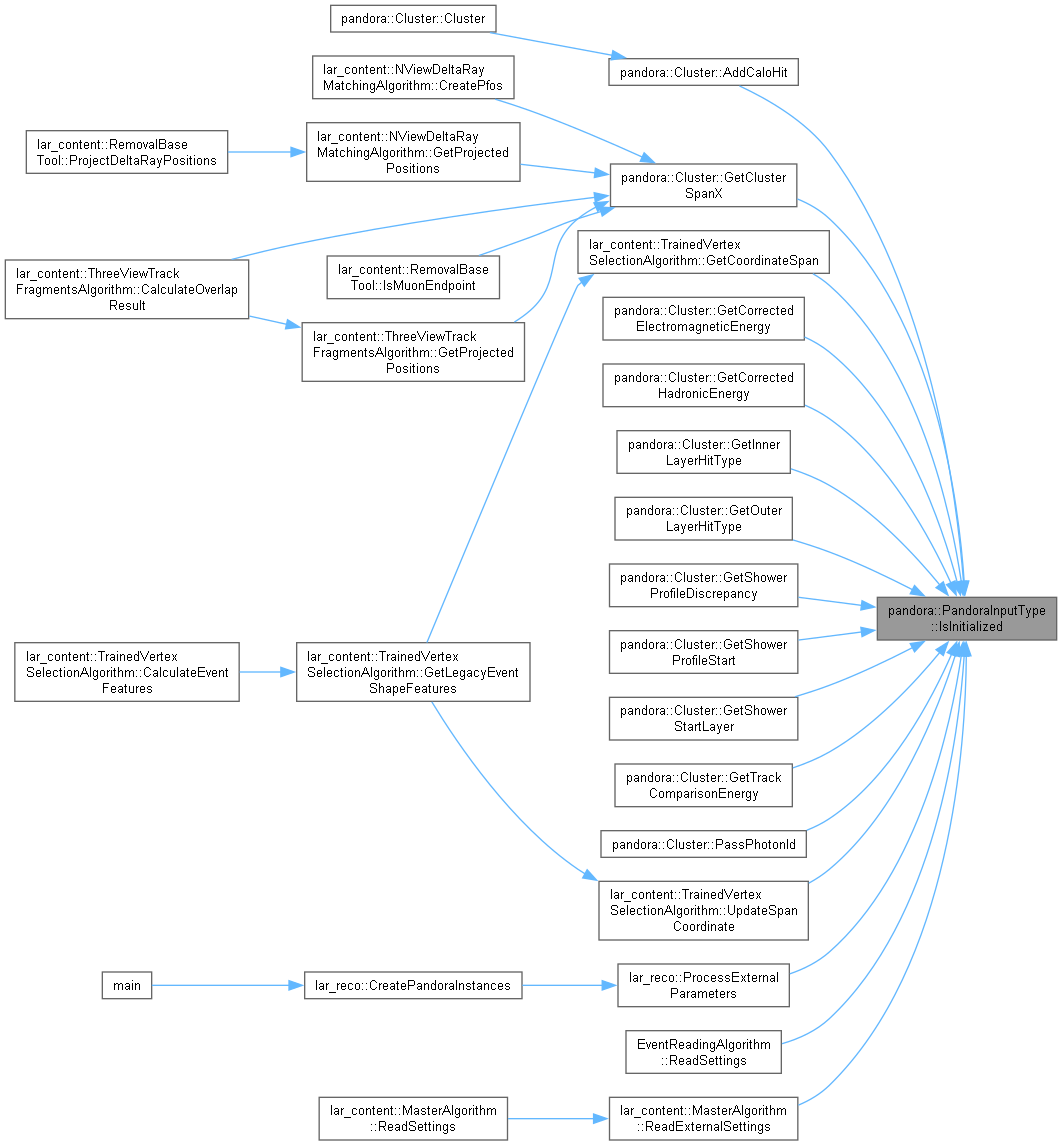 pandora::Cluster::Cluster
pandora::Cluster::AddCaloHit
lar_content::NViewDeltaRay
MatchingAlgorithm::CreatePfos
lar_content::RemovalBase
Tool::ProjectDeltaRayPositions
lar_content::NViewDeltaRay
MatchingAlgorithm::GetProjected
Positions
pandora::Cluster::GetCluster
SpanX
lar_content::ThreeViewTrack
FragmentsAlgorithm::CalculateOverlap
Result
lar_content::RemovalBase
Tool::IsMuonEndpoint
lar_content::TrainedVertex
SelectionAlgorithm::GetCoordinateSpan
lar_content::ThreeViewTrack
FragmentsAlgorithm::GetProjected
Positions
pandora::Cluster::GetCorrected
ElectromagneticEnergy
pandora::Cluster::GetCorrected
HadronicEnergy
pandora::Cluster::GetInner
LayerHitType
pandora::Cluster::GetOuter
LayerHitType
pandora::Cluster::GetShower
ProfileDiscrepancy
pandora::PandoraInputType
::IsInitialized
lar_content::TrainedVertex
SelectionAlgorithm::CalculateEvent
Features
lar_content::TrainedVertex
SelectionAlgorithm::GetLegacyEvent
ShapeFeatures
pandora::Cluster::GetShower
ProfileStart
pandora::Cluster::GetShower
StartLayer
pandora::Cluster::GetTrack
ComparisonEnergy
pandora::Cluster::PassPhotonId
lar_content::TrainedVertex
SelectionAlgorithm::UpdateSpan
Coordinate
main
lar_reco::CreatePandoraInstances
lar_reco::ProcessExternal
Parameters
EventReadingAlgorithm
::ReadSettings
lar_content::MasterAlgorithm
::ReadSettings
lar_content::MasterAlgorithm
::ReadExternalSettings